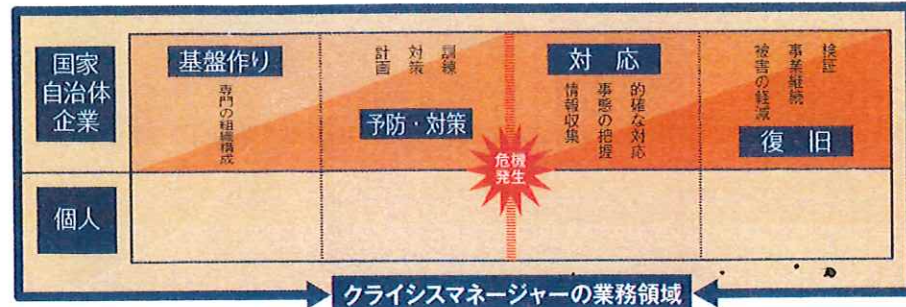 国家
自治体
企業
基盤作り
専門の組織構成
計画
対策
訓練
予防・対策
危機
発生
対応
情報収集
事態の把握
的確な対応
被害の軽減
事業継続
検証
復旧
個人
クライシスマネージャーの業務領域